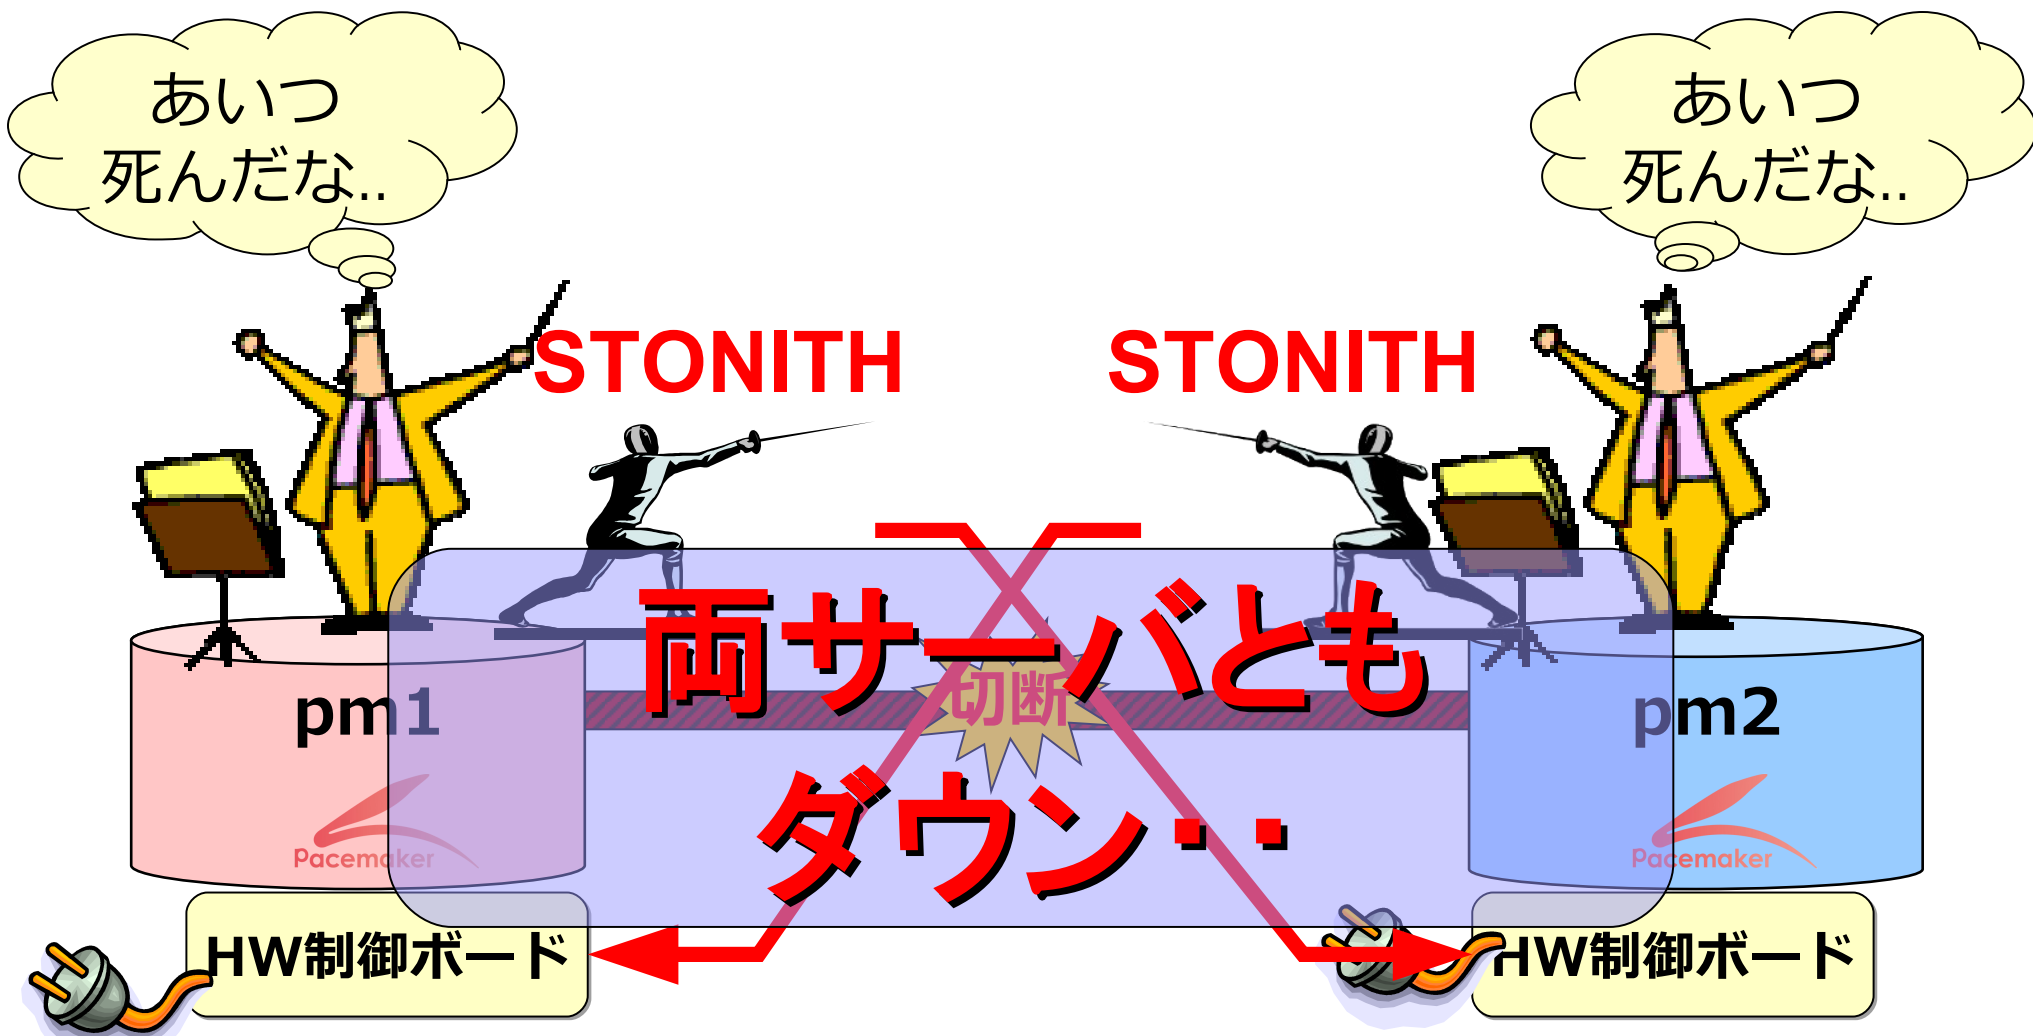 あいつ
死んだな..
あいつ
死んだな..
STONITH
STONITH
両サーバとも
切断
pm1
pm2
ダウン・・
Pacemaker
Pacemaker
HW制御ボード
HW制御ボード